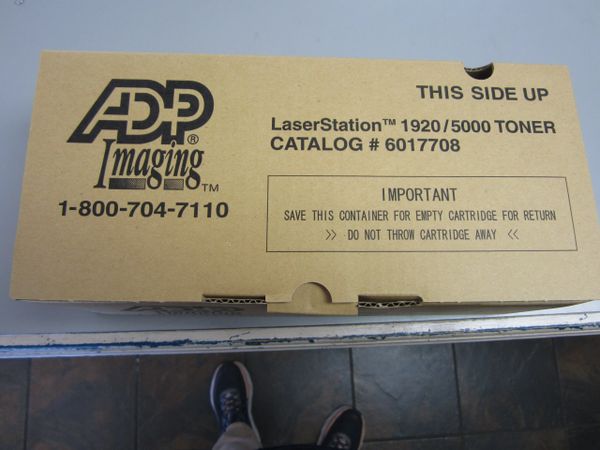 ADP®
Imaging™
1-800-704-7110
THIS SIDE UP
LaserStation™ 1920/5000 TONER
CATALOG # 6017708
IMPORTANT
SAVE THIS CONTAINER FOR EMPTY CARTRIDGE FOR RETURN
>> DO NOT THROW CARTRIDGE AWAY <<